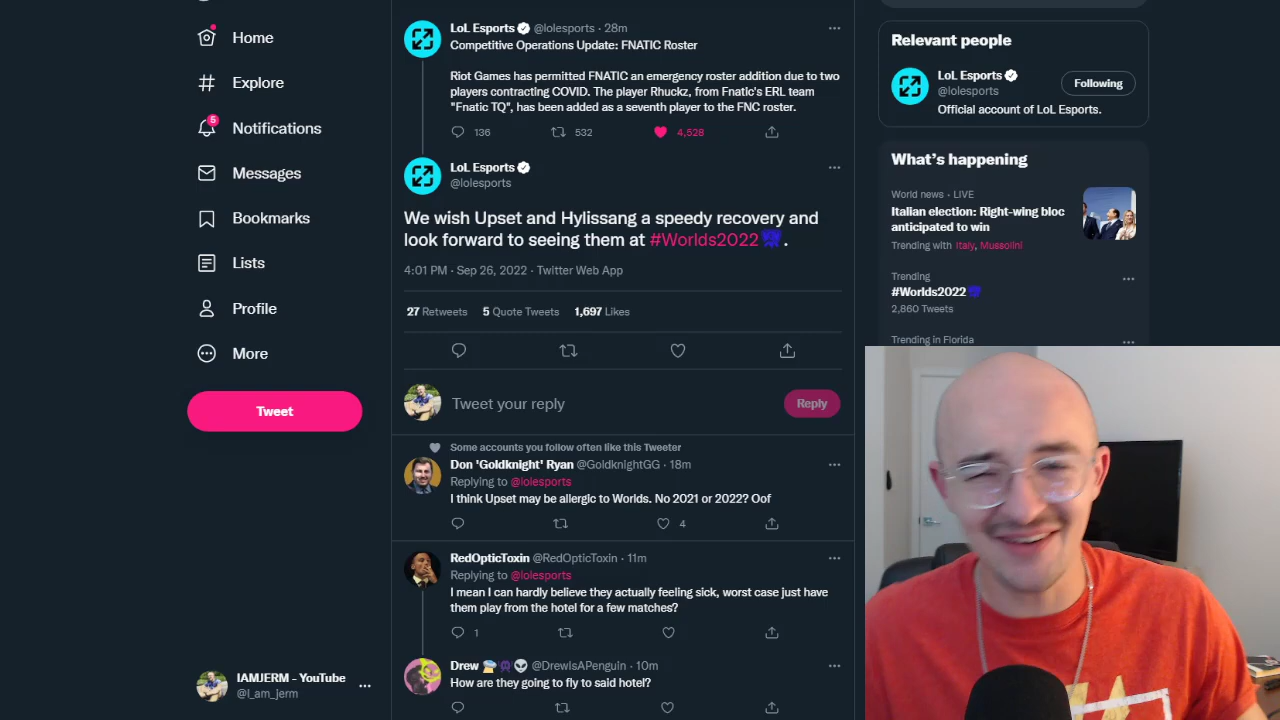 Home
Explore
5
Notifications
Messages
Bookmarks
Lists
Profile
More
Tweet
IAMJERM - YouTube
@I_am_jerm
LoL Esports @lolesports · 28m
Competitive Operations Update: FNATIC Roster
Riot Games has permitted FNATIC an emergency roster addition due to two
players contracting COVID. The player Rhuckz, from Fnatic's ERL team
"Fnatic TQ", has been added as a seventh player to the FNC roster.
136 532 4,528
LoL Esports
@lolesports
We wish Upset and Hylissang a speedy recovery and
look forward to seeing them at #Worlds2022.
4:01 PM · Sep 26, 2022 · Twitter Web App
27 Retweets 5 Quote Tweets 1,697 Likes
Tweet your reply
Reply
Some accounts you follow often like this Tweeter
Don 'Goldknight' Ryan @GoldknightGG · 18m
Replying to @lolesports
I think Upset may be allergic to Worlds. No 2021 or 2022? Oof
4
RedOpticToxin @RedOpticToxin · 11m
Replying to @lolesports
I mean I can hardly believe they actually feeling sick, worst case just have
them play from the hotel for a few matches?
1
Drew @DrewIsAPenguin · 10m
How are they going to fly to said hotel?
Relevant people
LoL Esports
@lolesports
Following
Official account of LoL Esports.
What's happening
World news · LIVE
Italian election: Right-wing bloc
anticipated to win
Trending with Italy, Mussolini
Trending
#Worlds2022
2,860 Tweets
Trending in Florida